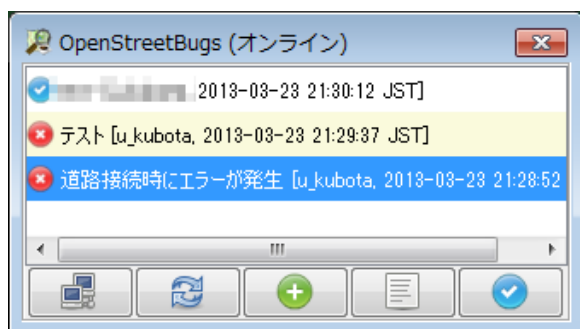 OpenStreetBugs (オンライン)
2013-03-23 21:30:12 JST]
テスト [u_kubota, 2013-03-23 21:29:37 JST]
道路接続時にエラーが発生 [u_kubota, 2013-03-23 21:28:52